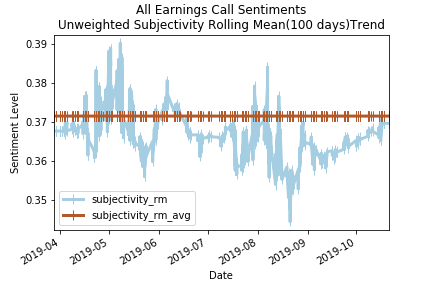 All Earnings Call Sentiments
Unweighted Subjectivity Rolling Mean(100 days)Trend
0.39
0.38
0.37
0.36
0.35
Sentiment Level
subjectivity_rm
subjectivity_rm_avg
2019-04
2019-05
2019-06
2019-07
2019-08
2019-09
2019-10
Date